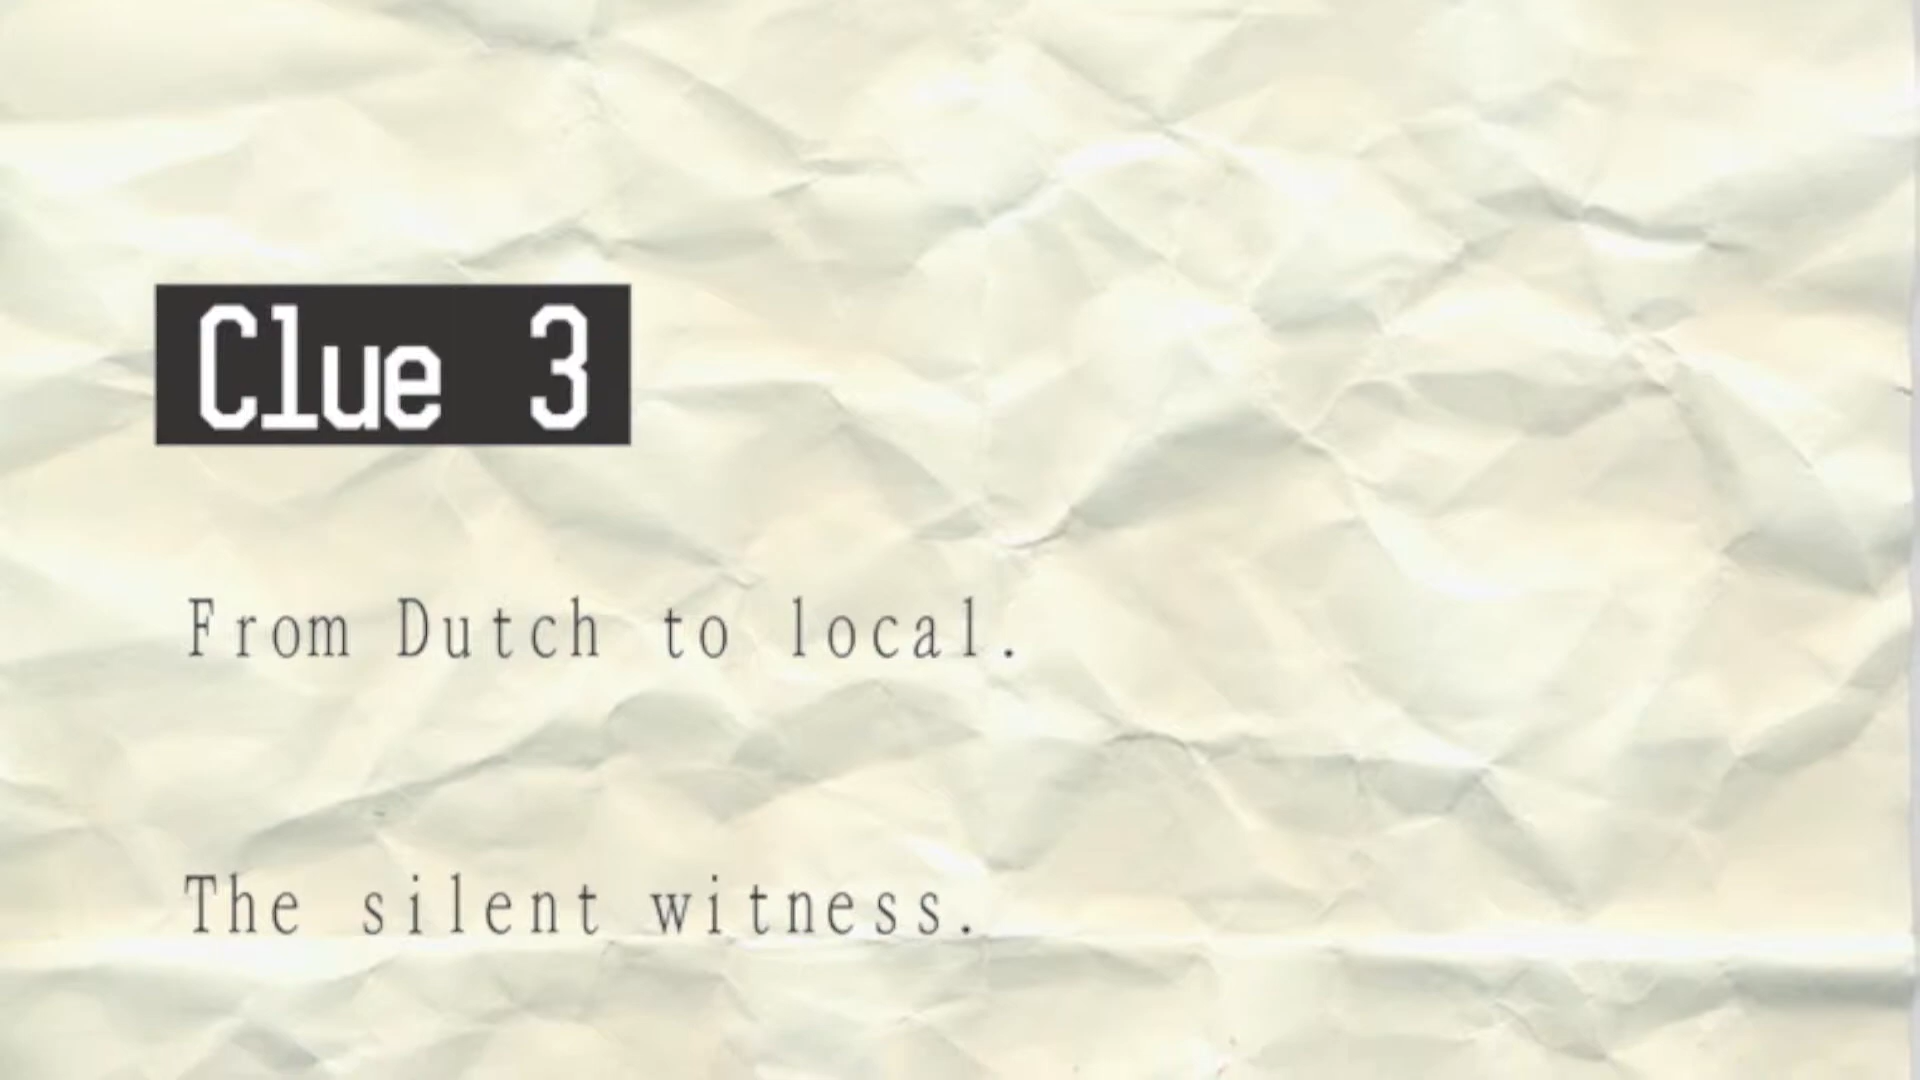 Clue 3
From Dutch to local.
The silent witness.